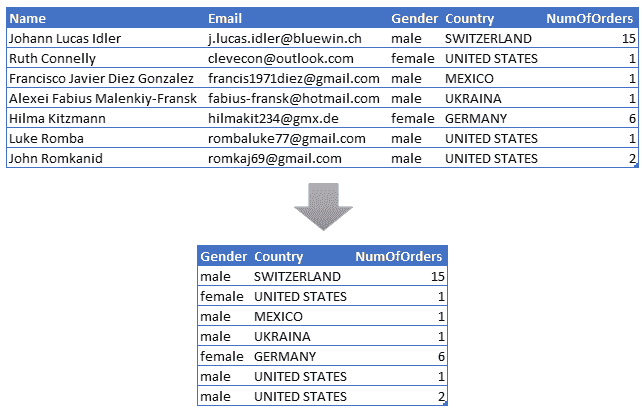 Name Email Gender Country NumOfOrders
Johann Lucas Idler j.lucas.idler@bluewin.ch male SWITZERLAND 15
Ruth Connelly clevecon@outlook.com female UNITED STATES 1
Francisco Javier Diez Gonzalez francis1971diez@gmail.com male MEXICO 1
Alexei Fabius Malenkiy-Fransk fabius-fransk@hotmail.com male UKRAINA 1
Hilma Kitzmann hilmakit234@gmx.de female GERMANY 6
Luke Romba rombaluke77@gmail.com male UNITED STATES 1
John Romkanid romkaj69@gmail.com male UNITED STATES 2
Gender Country NumOfOrders
male SWITZERLAND 15
female UNITED STATES 1
male MEXICO 1
male UKRAINA 1
female GERMANY 6
male UNITED STATES 1
male UNITED STATES 2